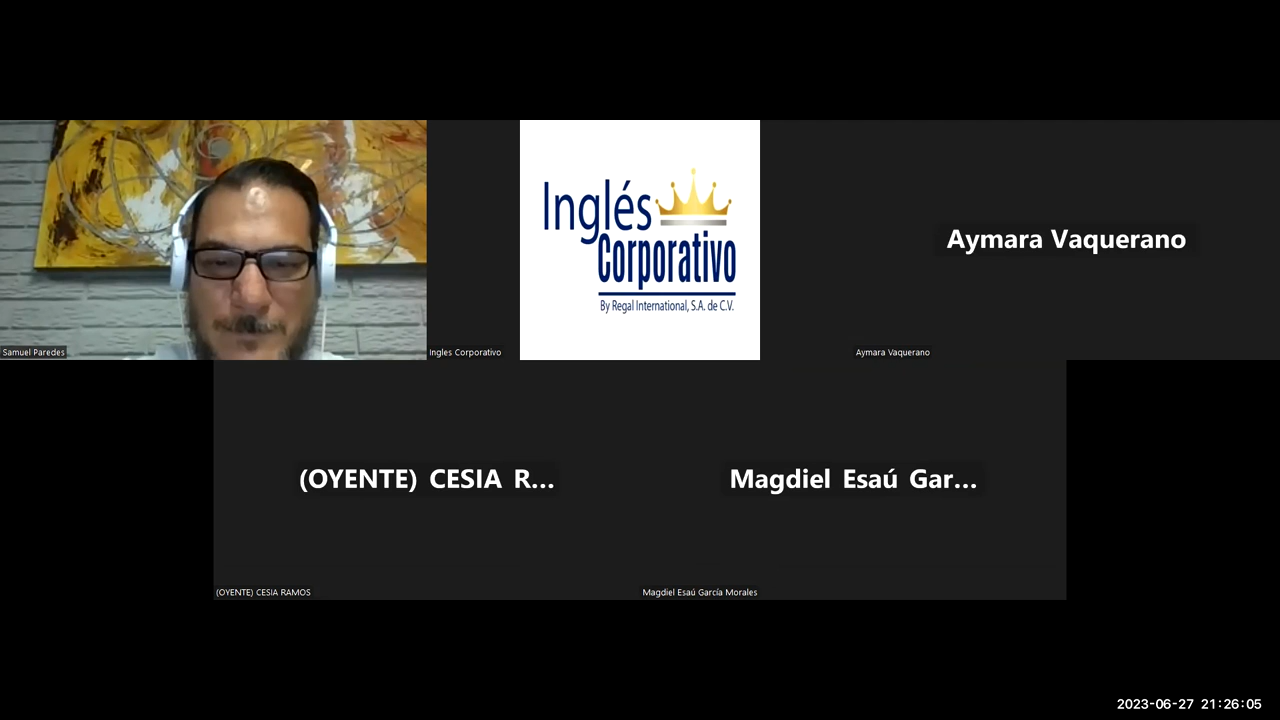 Samuel Paredes
Inglés
Corporativo
By Regal International, S.A. de C.V.
Ingles Corporativo
Aymara Vaquerano
Aymara Vaquerano
(OYENTE) CESIA R...
(OYENTE) CESIA RAMOS
Magdiel Esaú Gar...
Magdiel Esaú García Morales
2023-06-27 21:26:05